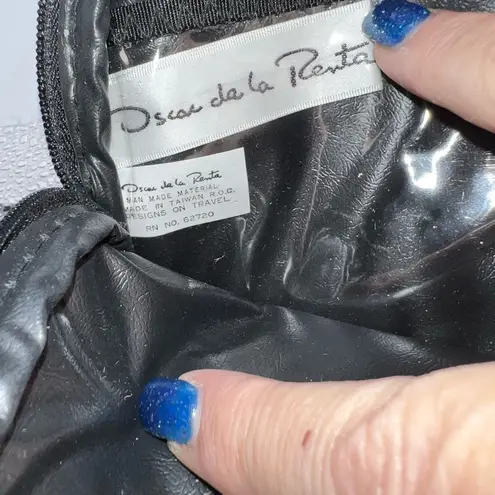 Oscar de la Renta
Oscar de la Renta
MAN MADE MATERIAL
MADE IN TAIWAN R.O.C.
DESIGNS ON TRAVEL
RN NO. 62720